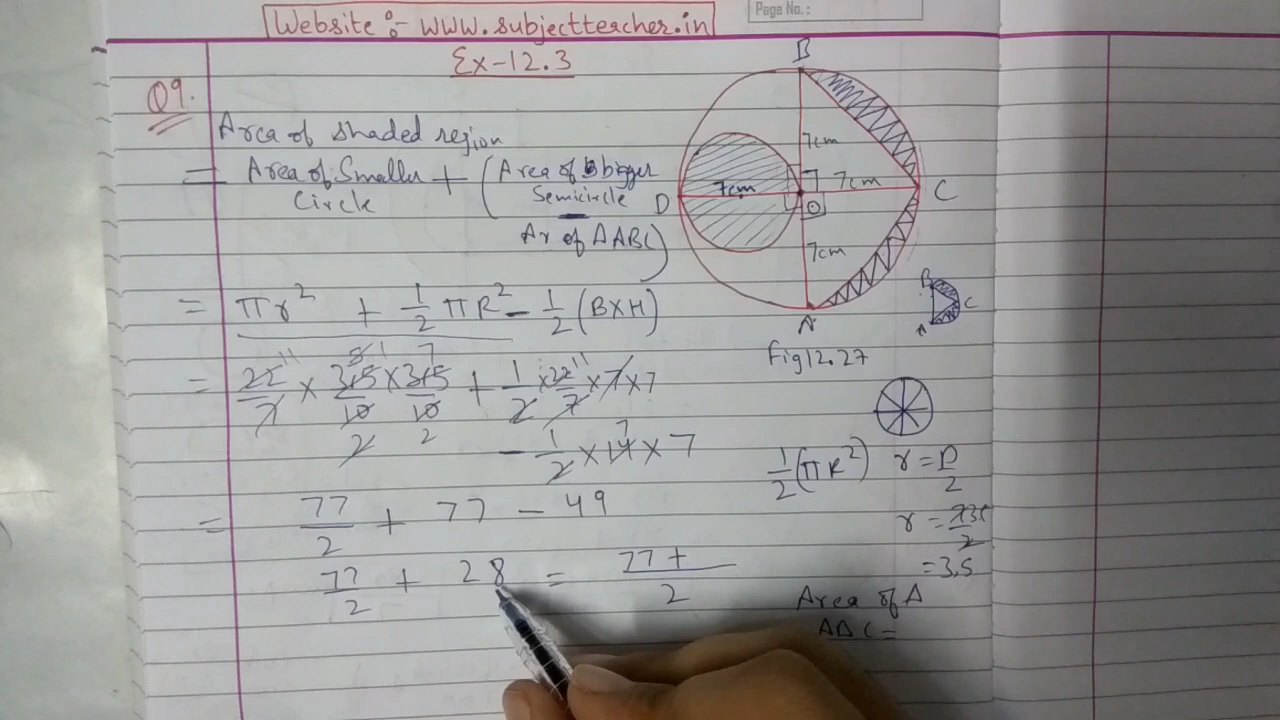 Page No. :
Website :- www.subjectteacher.in
Ex-12.3
Q9.
Area of shaded region
= Area of Smaller Circle + (Area of bigger Semicircle - Ar of ΔABC)
= πr² + 1/2 πR² - 1/2 (B×H)
= 22/7 × 35/10 × 35/10 + 1/2 × 22/7 × 7 × 7
- 1/2 × 14 × 7
= 77/2 + 77 - 49
77/2 + 28 = 77 + /2
B
7cm
7cm
7cm
D
O
C
7cm
A
Fig 12.27
B
C
A
1/2 (πR²)
r = D/2
r = 7/2
= 3.5
Area of Δ
ABC =